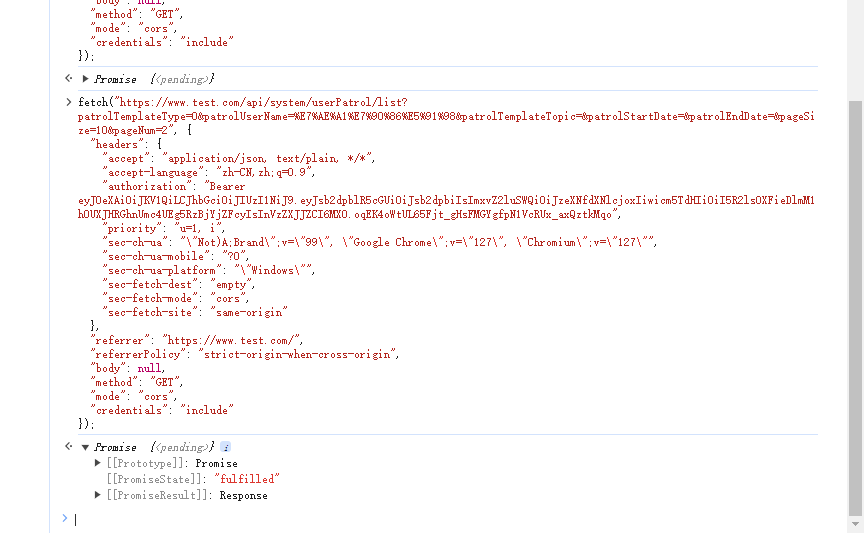 "body": null,
"method": "GET",
"mode": "cors",
"credentials": "include"
});
Promise {<pending>}
fetch("https://www.test.com/api/system/userPatrol/list?
patrolTemplateType=0&patrolUserName=%E7%AE%A1%E7%90%86%E5%91%98&patrolTemplateTopic=&patrolStartDate=&patrolEndDate=&pageSi
ze=10&pageNum=2", {
"headers": {
"accept": "application/json, text/plain, */*",
"accept-language": "zh-CN,zh;q=0.9",
"authorization": "Bearer
"priority": "u=1, i",
"sec-ch-ua": "\"Not)A;Brand\";v=\"99\", \"Google Chrome\";v=\"127\", \"Chromium\";v=\"127\"",
"sec-ch-ua-mobile": "?0",
"sec-ch-ua-platform": "\"Windows\"",
"sec-fetch-dest": "empty",
"sec-fetch-mode": "cors",
"sec-fetch-site": "same-origin"
},
"referrer": "https://www.test.com/",
"referrerPolicy": "strict-origin-when-cross-origin",
"body": null,
"method": "GET",
"mode": "cors",
"credentials": "include"
});
Promise {<pending>} i
[[Prototype]]: Promise
[[PromiseState]]: "fulfilled"
[[PromiseResult]]: Response